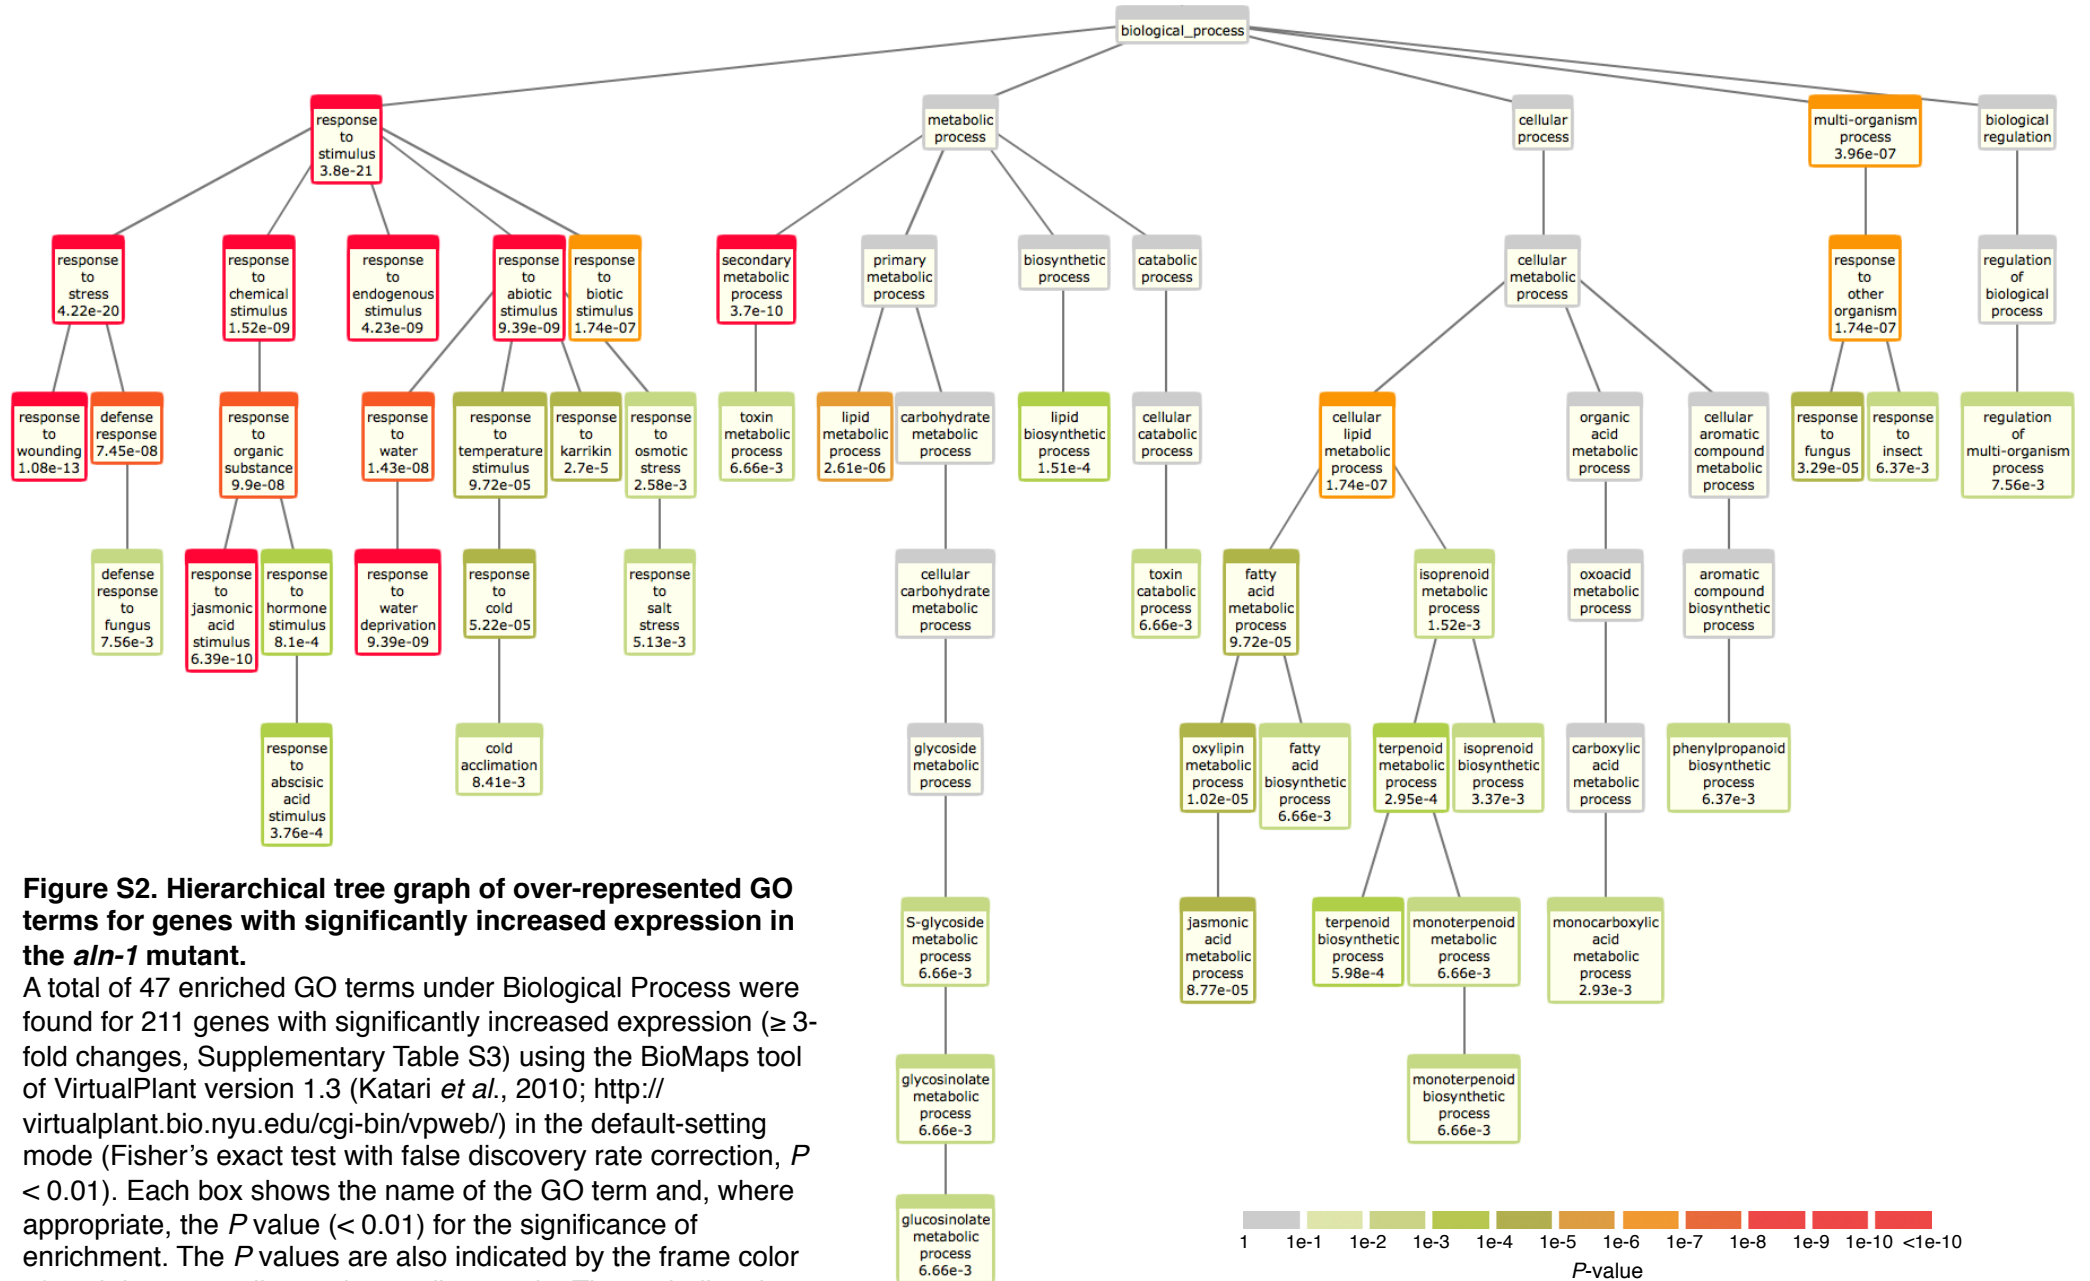 biological_process
response
to
stimulus
3.8e-21
metabolic
process
cellular
process
multi-organism
process
3.96e-07
biological
regulation
response
to
stress
4.22e-20
response
to
chemical
stimulus
1.52e-09
response
to
endogenous
stimulus
4.23e-09
response
to
abiotic
stimulus
9.39e-09
response
to
biotic
stimulus
1.74e-07
secondary
metabolic
process
3.7e-10
primary
metabolic
process
biosynthetic
process
catabolic
process
cellular
metabolic
process
response
to
other
organism
1.74e-07
regulation
of
biological
process
response
to
wounding
1.08e-13
defense
response
7.45e-08
response
to
organic
substance
9.9e-08
response
to
water
1.43e-08
response
to
temperature
stimulus
9.72e-05
response
to
karrikin
2.7e-5
response
to
osmotic
stress
2.58e-3
toxin
metabolic
process
6.66e-3
lipid
metabolic
process
2.61e-06
carbohydrate
metabolic
process
lipid
biosynthetic
process
1.51e-4
cellular
catabolic
process
cellular
lipid
metabolic
process
1.74e-07
organic
acid
metabolic
process
cellular
aromatic
compound
metabolic
process
response
to
fungus
3.29e-05
response
to
insect
6.37e-3
regulation
of
multi-organism
process
7.56e-3
defense
response
to
fungus
7.56e-3
response
to
jasmonic
acid
stimulus
6.39e-10
response
to
hormone
stimulus
8.1e-4
response
to
water
deprivation
9.39e-09
response
to
cold
5.22e-05
response
to
salt
stress
5.13e-3
cellular
carbohydrate
metabolic
process
toxin
catabolic
process
6.66e-3
fatty
acid
metabolic
process
9.72e-05
isoprenoid
metabolic
process
1.52e-3
oxoacid
metabolic
process
aromatic
compound
biosynthetic
process
response
to
abscisic
acid
stimulus
3.76e-4
cold
acclimation
8.41e-3
glycoside
metabolic
process
oxylipin
metabolic
process
1.02e-05
fatty
acid
biosynthetic
process
6.66e-3
terpenoid
metabolic
process
2.95e-4
isoprenoid
biosynthetic
process
3.37e-3
carboxylic
acid
metabolic
process
phenylpropanoid
biosynthetic
process
6.37e-3
S-glycoside
metabolic
process
6.66e-3
jasmonic
acid
metabolic
process
8.77e-05
terpenoid
biosynthetic
process
5.98e-4
monoterpenoid
metabolic
process
6.66e-3
monocarboxylic
acid
metabolic
process
2.93e-3
glycosinolate
metabolic
process
6.66e-3
monoterpenoid
biosynthetic
process
6.66e-3
glucosinolate
metabolic
process
6.66e-3
Figure S2. Hierarchical tree graph of over-represented GO
terms for genes with significantly increased expression in
the aln-1 mutant.
A total of 47 enriched GO terms under Biological Process were
found for 211 genes with significantly increased expression (≥ 3-
fold changes, Supplementary Table S3) using the BioMaps tool
of VirtualPlant version 1.3 (Katari et al., 2010; http://
virtualplant.bio.nyu.edu/cgi-bin/vpweb/) in the default-setting
mode (Fisher's exact test with false discovery rate correction, P
< 0.01). Each box shows the name of the GO term and, where
appropriate, the P value (< 0.01) for the significance of
enrichment. The P values are also indicated by the frame color
1 1e-1 1e-2 1e-3 1e-4 1e-5 1e-6 1e-7 1e-8 1e-9 1e-10 <1e-10
P-value